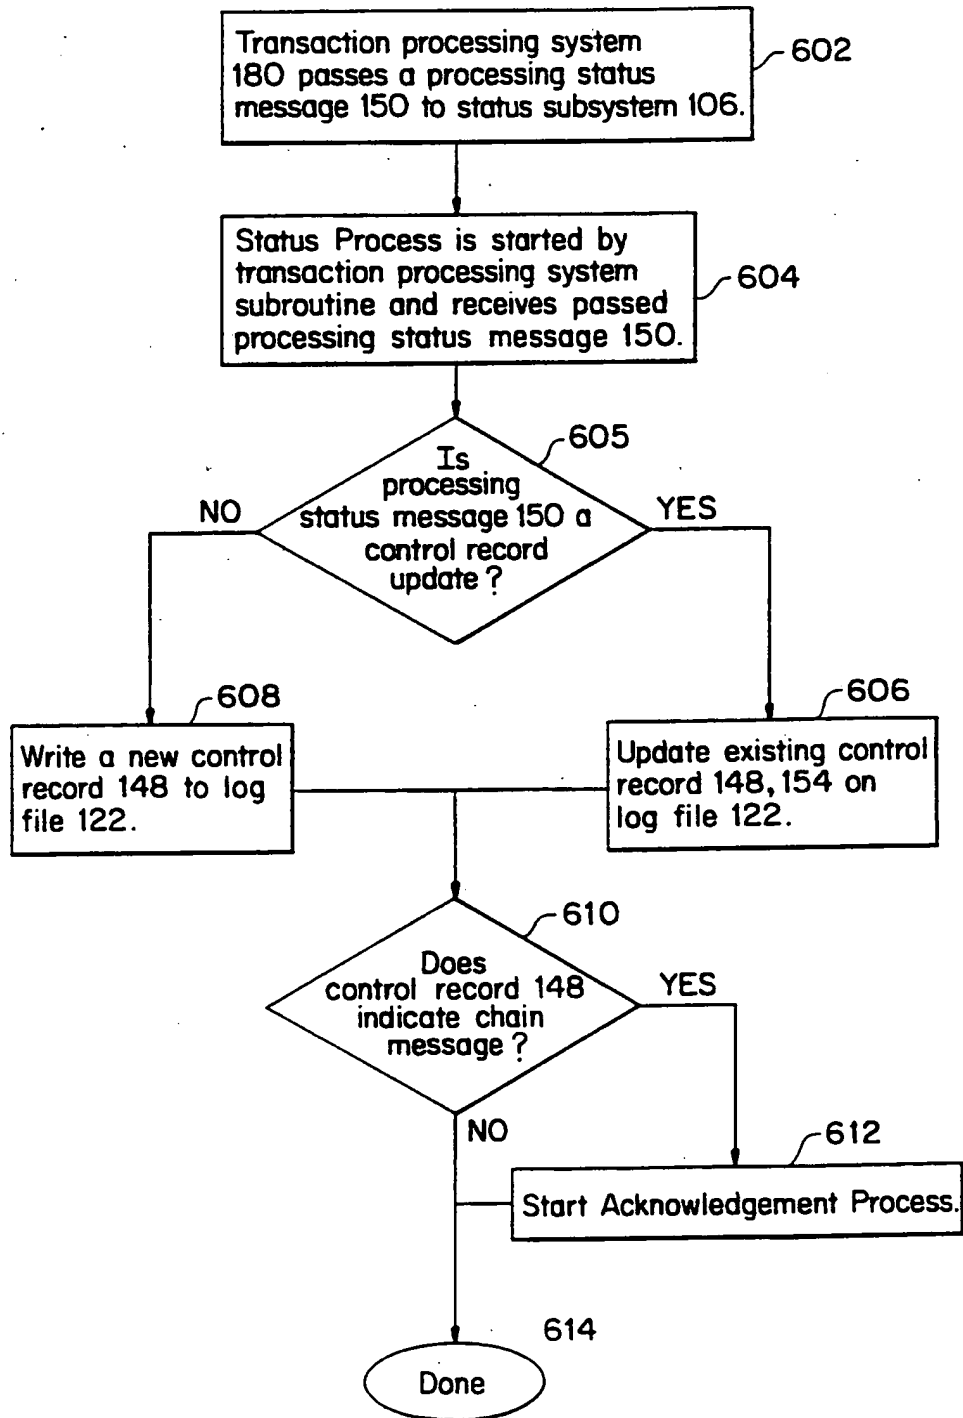 Transaction processing system
180 passes a processing status
message 150 to status subsystem 106.
602
Status Process is started by
transaction processing system
subroutine and receives passed
processing status message 150.
604
Is
processing
status message 150 a
control record
update?
605
NO
YES
608
Write a new control
record 148 to log
file 122.
606
Update existing control
record 148, 154 on
log file 122.
610
Does
control record 148
indicate chain
message?
YES
NO
612
Start Acknowledgement Process.
614
Done